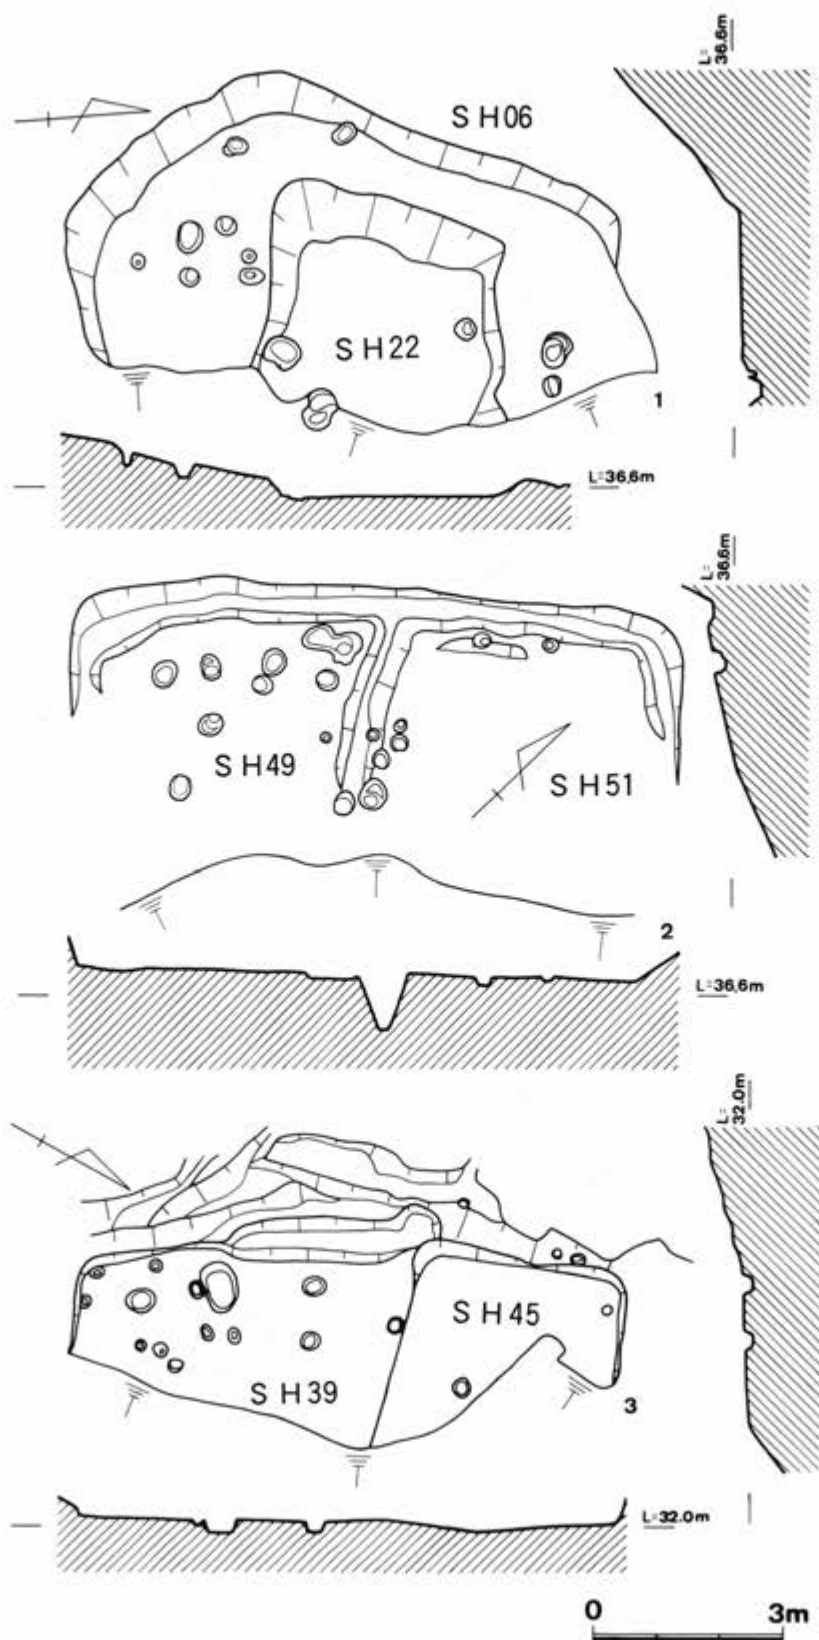 L=
36.6m
SH06
SH22
1
L=36.6m
L=
36.6m
SH49
SH51
2
L=36.6m
L=
32.0m
SH45
SH39
3
L=32.0m
0 3m